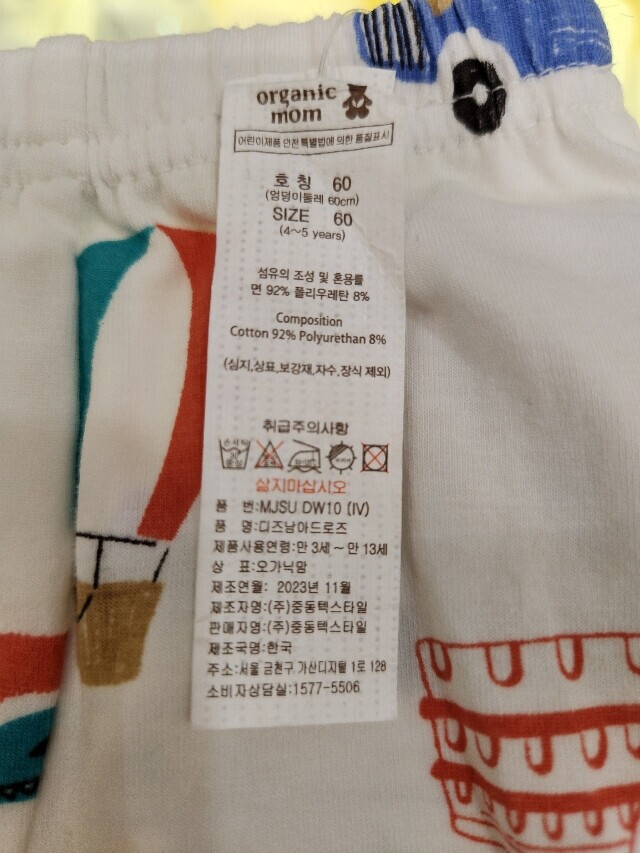 organic
mom
어린이제품 안전 특별법에 의한 품질표시
호 칭 60
(엉덩이둘레 60cm)
SIZE 60
(4~5 years)
섬유의 조성 및 혼용률
면 92% 폴리우레탄 8%
Composition
Cotton 92% Polyurethan 8%
(심지,상표,보강재,자수,장식 제외)
취급주의사항
삶지마십시오
품 번:MJSU DW10 (IV)
품 명:디즈남아드로즈
제품사용연령:만 3세 ~ 만 13세
상 표:오가닉맘
제조연월: 2023년 11월
제조자명:(주)중동텍스타일
판매자명:(주)중동텍스타일
제조국명:한국
주소:서울 금천구 가산디지털 1로 128
소비자상담실:1577-5506